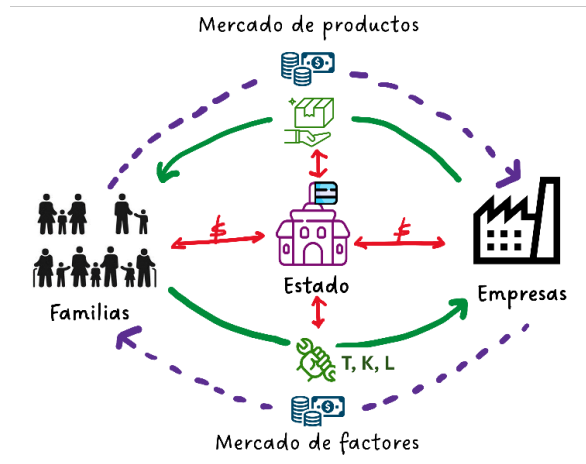 Mercado de productos
$
$
$
Estado
Familias
Empresas
T, K, L
$
Mercado de factores